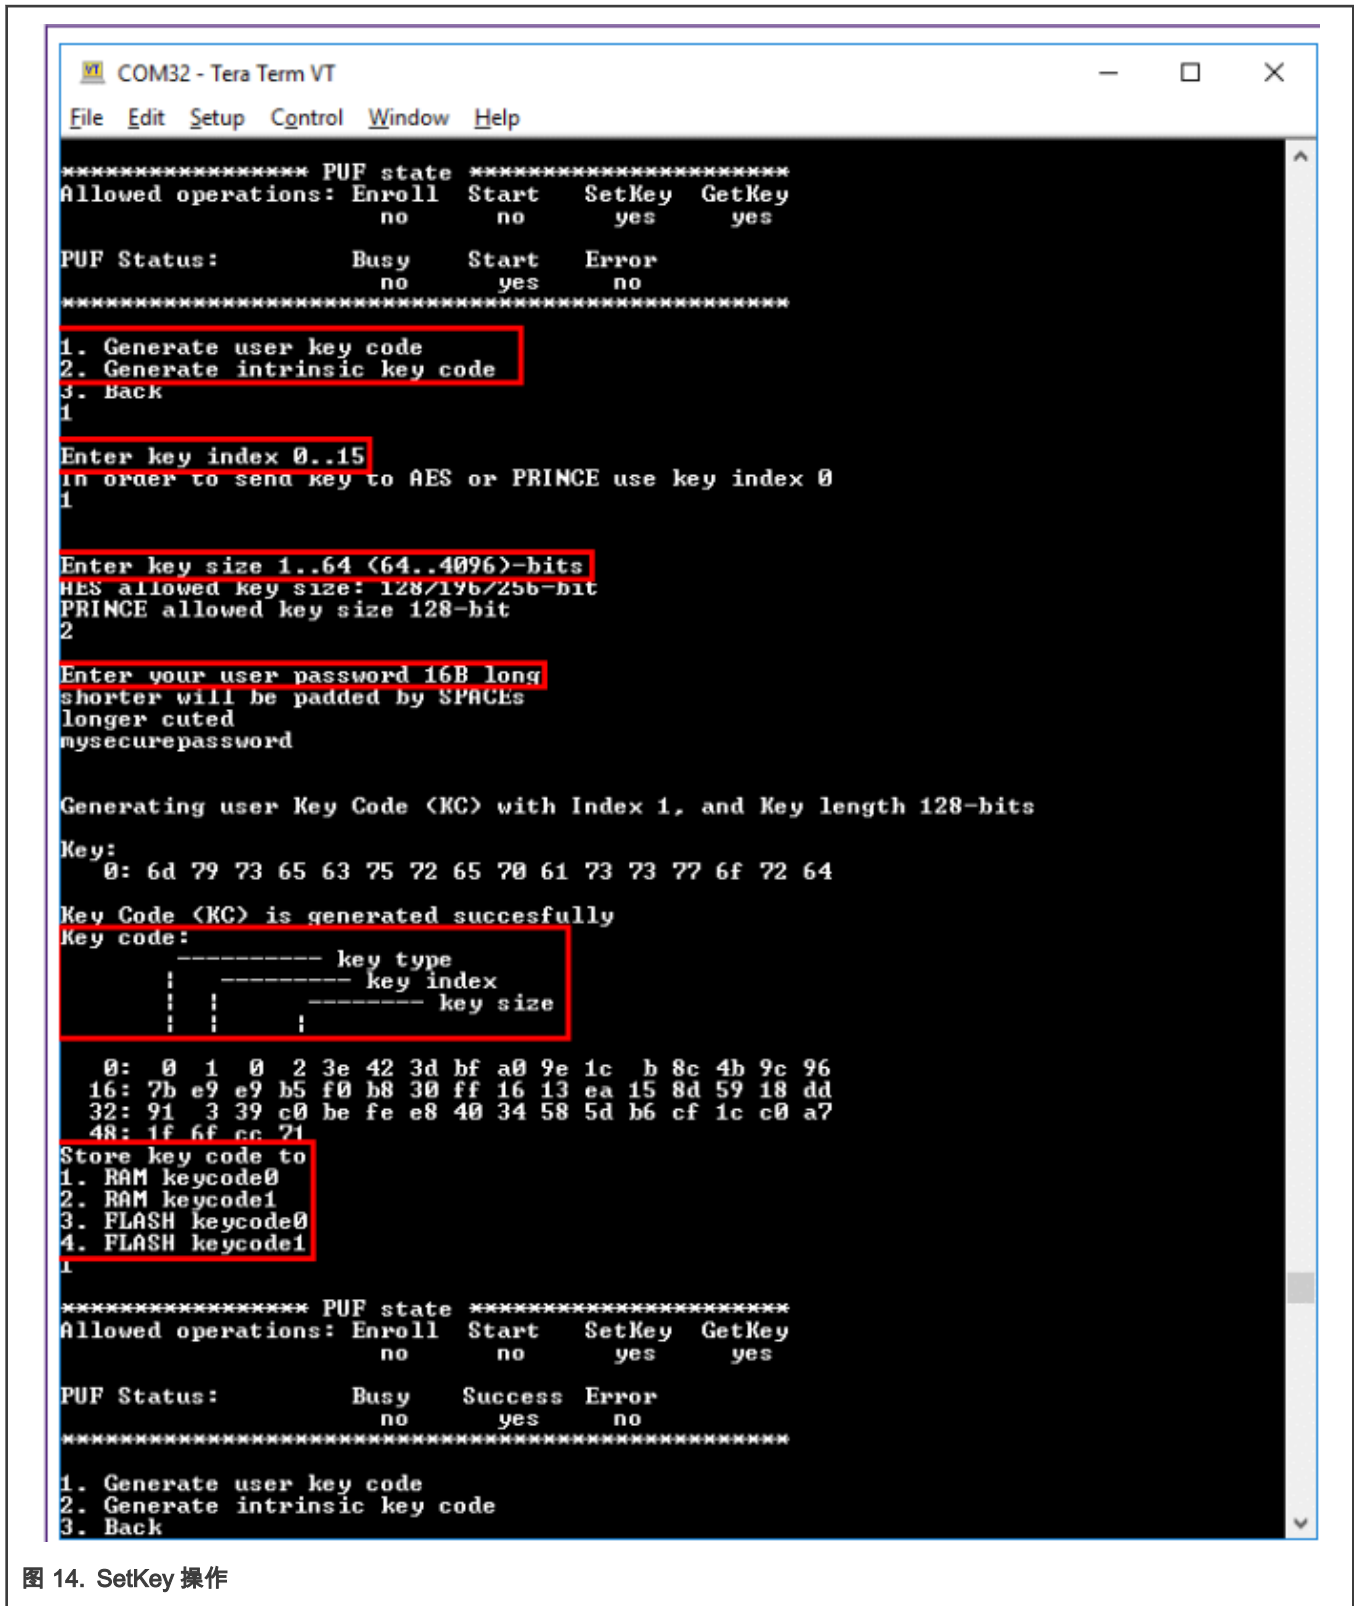 COM32 - Tera Term VT
File Edit Setup Control Window Help
***************** PUF state **********************
Allowed operations: Enroll Start SetKey GetKey
no no yes yes
PUF Status: Busy Start Error
no yes no
**************************************************
1. Generate user key code
2. Generate intrinsic key code
3. Back
1
Enter key index 0..15
In order to send key to AES or PRINCE use key index 0
1
Enter key size 1..64 (64..4096)-bits
AES allowed key size: 128/196/256-bit
PRINCE allowed key size 128-bit
2
Enter your user password 16B long
shorter will be padded by SPACEs
longer cuted
mysecurepassword
Generating user Key Code (KC) with Index 1, and Key length 128-bits
Key:
0: 6d 79 73 65 63 75 72 65 70 61 73 73 77 6f 72 64
Key Code (KC) is generated succesfully
Key code:
---------- key type
| --------- key index
| | -------- key size
| | |
0: 0 1 0 2 3e 42 3d bf a0 9e 1c b 8c 4b 9c 96
16: 7b e9 e9 b5 f0 b8 30 ff 16 13 ea 15 8d 59 18 dd
32: 91 3 39 c0 be fe e8 40 34 58 5d b6 cf 1c c0 a7
48: 1f 6f cc 71
Store key code to
1. RAM keycode0
2. RAM keycode1
3. FLASH keycode0
4. FLASH keycode1
1
***************** PUF state **********************
Allowed operations: Enroll Start SetKey GetKey
no no yes yes
PUF Status: Busy Success Error
no yes no
**************************************************
1. Generate user key code
2. Generate intrinsic key code
3. Back
图 14. SetKey 操作